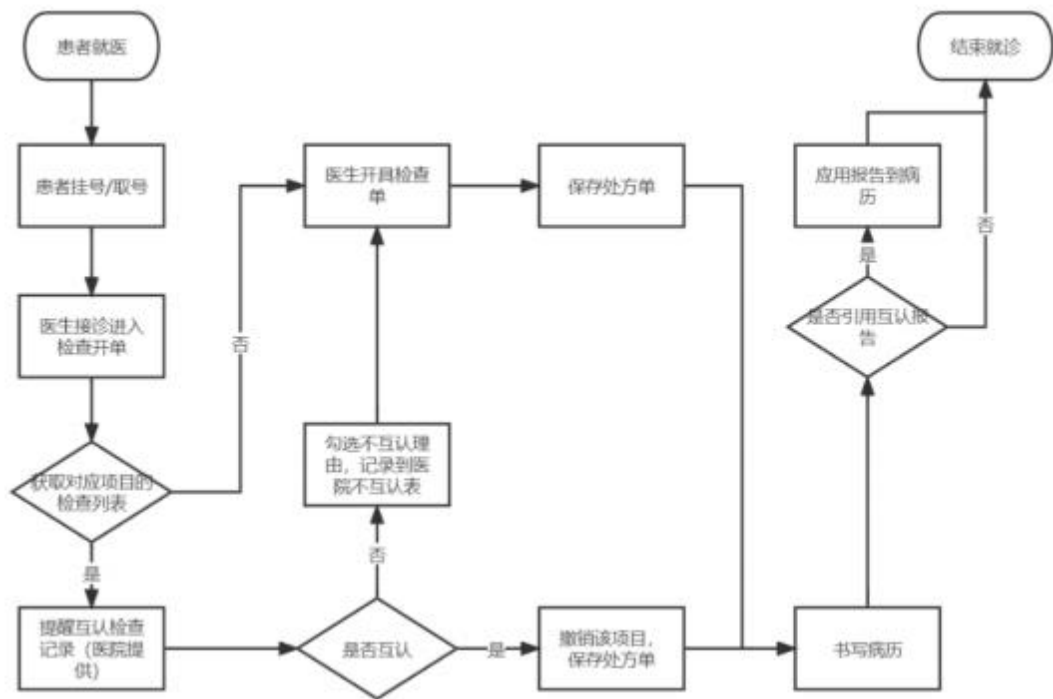 患者就医
结束就诊
患者挂号/取号
医生开具检查
单
保存处方单
应用报告到病
历
否
是
医生接诊进入
检查开单
否
是否引用互认报
告
获取对应项目的
检查列表
勾选不互认理
由，记录到医
院不互认表
是
否
提醒互认检查
记录（医院提
供）
是否互认
是
撤销该项目，
保存处方单
书写病历